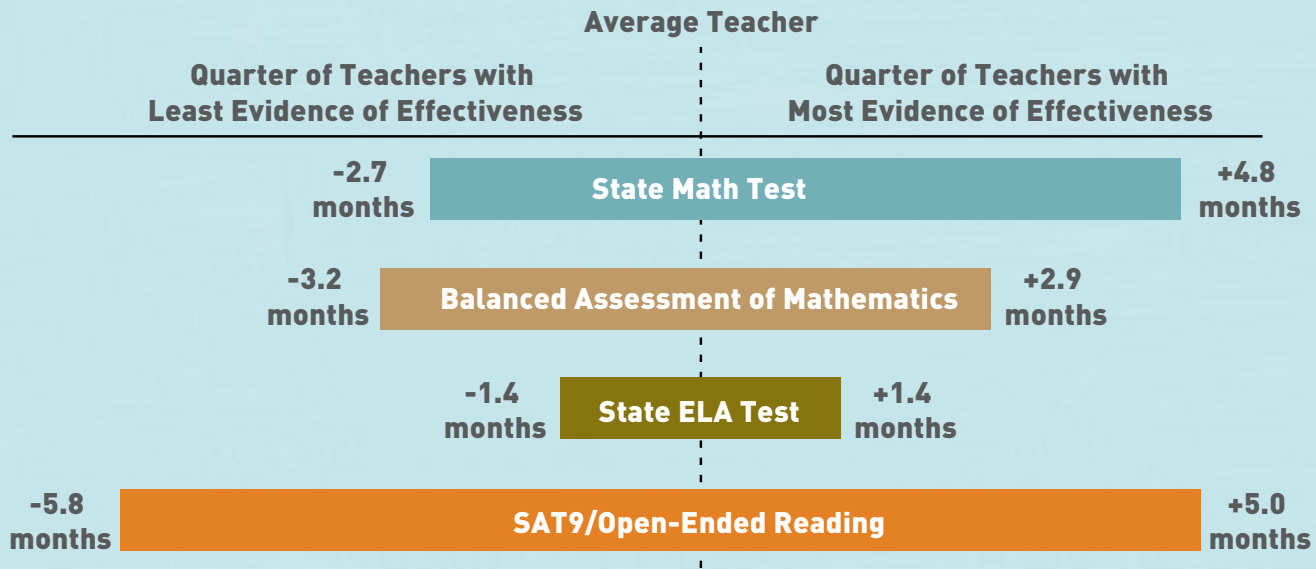 Average Teacher
Quarter of Teachers with
Least Evidence of Effectiveness
Quarter of Teachers with
Most Evidence of Effectiveness
-2.7
months
State Math Test
+4.8
months
-3.2
months
Balanced Assessment of Mathematics
+2.9
months
-1.4
months
State ELA Test
+1.4
months
-5.8
months
SAT9/Open-Ended Reading
+5.0
months